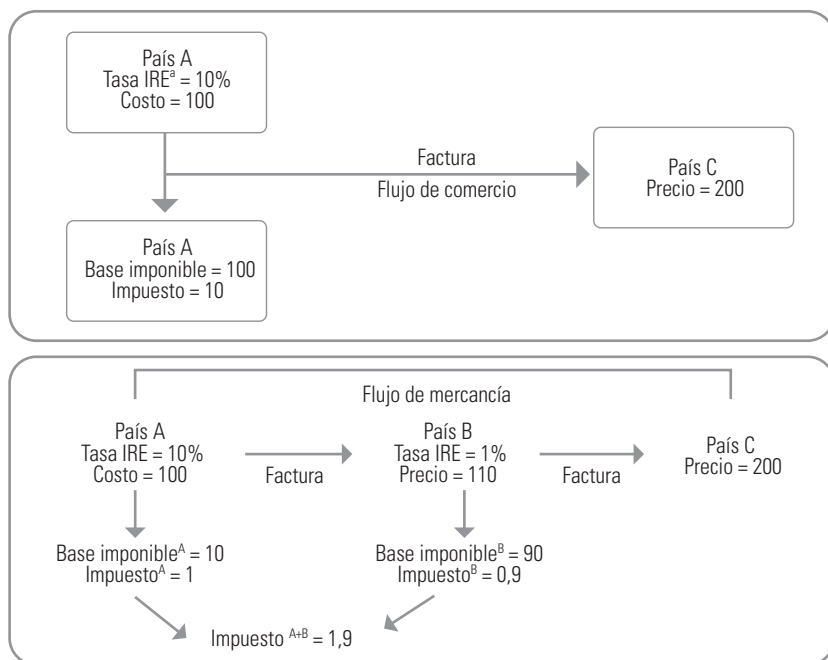 País A
Tasa IREª = 10%
Costo = 100
Factura
Flujo de comercio
País C
Precio = 200
País A
Base imponible = 100
Impuesto = 10
Flujo de mercancía
País A
Tasa IRE = 10%
Costo = 100
Factura
País B
Tasa IRE = 1%
Precio = 110
Factura
País C
Precio = 200
Base imponibleᴬ = 10
Impuestoᴬ = 1
Base imponibleᴮ = 90
Impuestoᴮ = 0,9
Impuesto ᴬ⁺ᴮ = 1,9